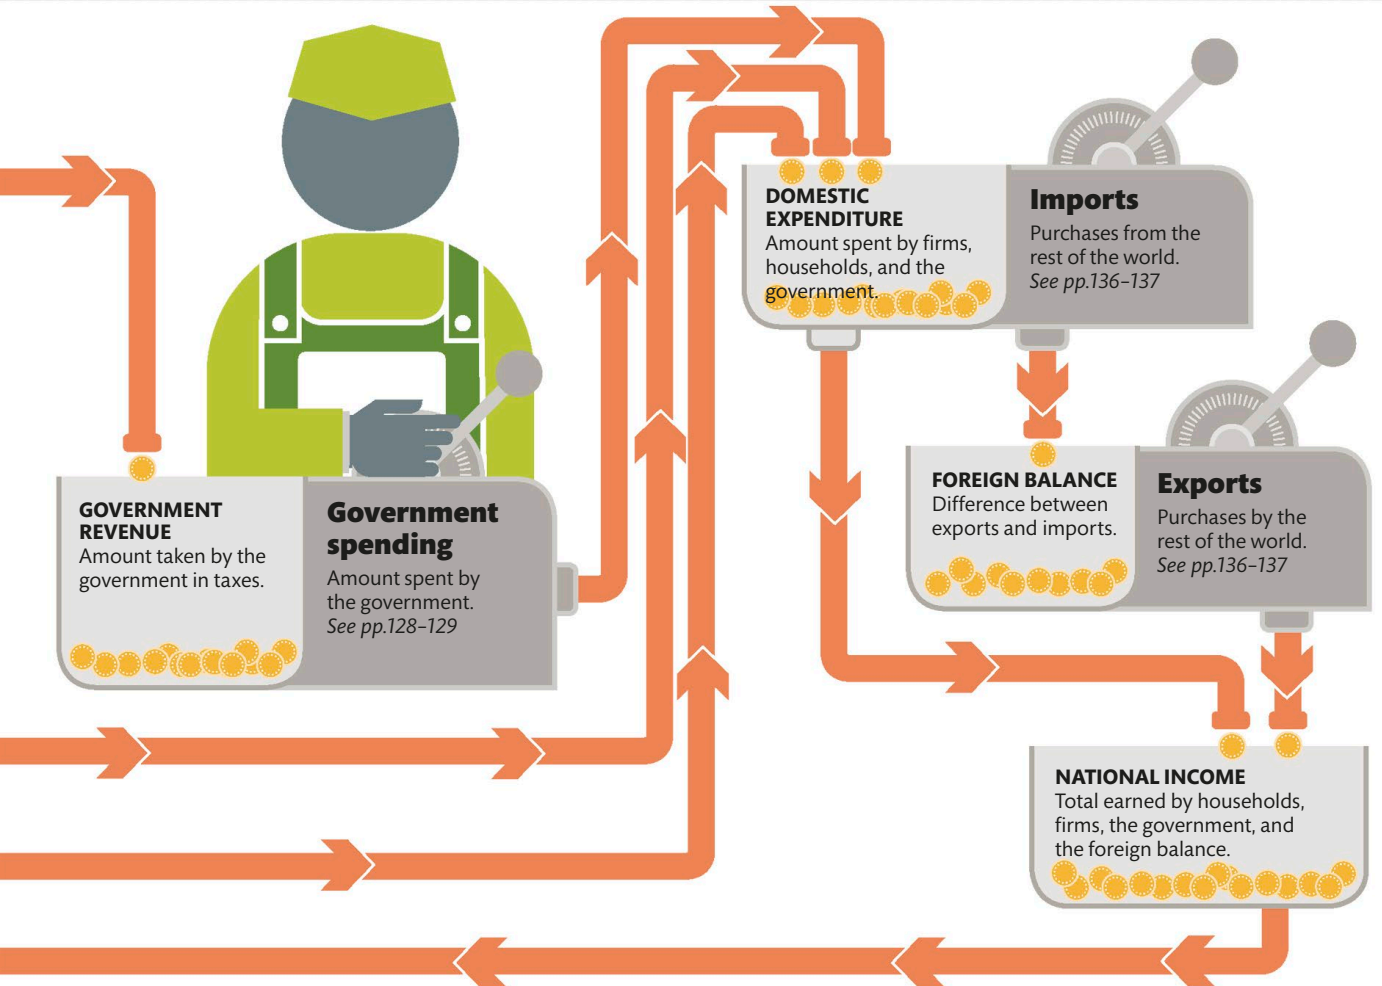 DOMESTIC
EXPENDITURE
Amount spent by firms,
households, and the
government.
Imports
Purchases from the
rest of the world.
See pp.136–137
FOREIGN BALANCE
Difference between
exports and imports.
Exports
Purchases by the
rest of the world.
See pp.136–137
GOVERNMENT
REVENUE
Amount taken by the
government in taxes.
Government
spending
Amount spent by
the government.
See pp.128–129
NATIONAL INCOME
Total earned by households,
firms, the government, and
the foreign balance.